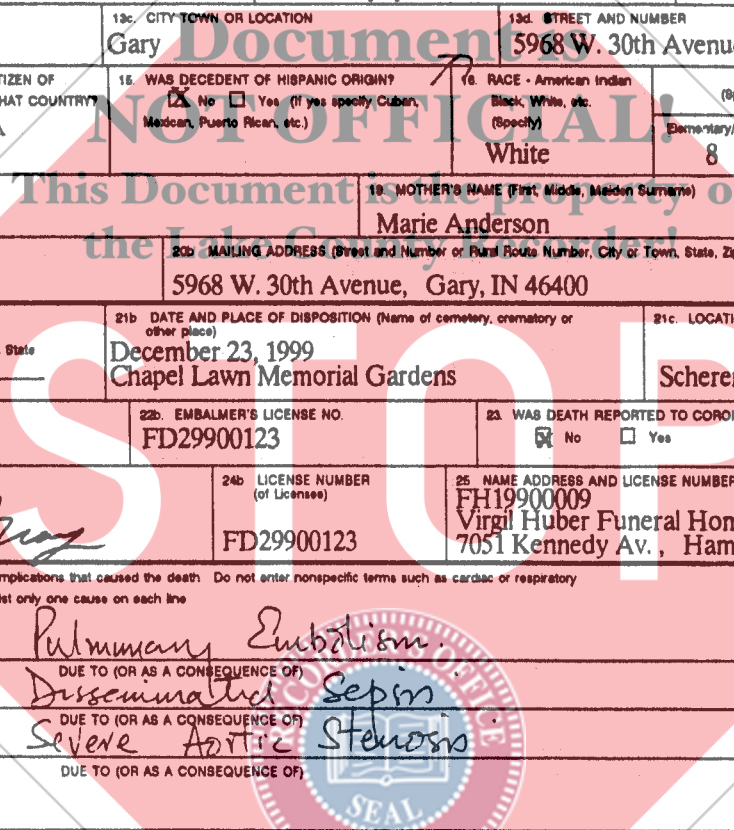 13c. CITY TOWN OR LOCATION 13d. STREET AND NUMBER
Gary 5968 W. 30th Avenue
Document is
TIZEN OF 15. WAS DECEDENT OF HISPANIC ORIGIN? 16. RACE - American Indian
HAT COUNTRY? No Yes (If yes specify Cuban, Black, White, etc.
Mexican, Puerto Rican, etc.) (Specify) Elementary/
White 8
NOT OFFICIAL!
This Document is the property o
19. MOTHER'S NAME (First, Middle, Maiden Surname)
Marie Anderson
the Lake County Recorder!
20b MAILING ADDRESS (Street and Number or Rural Route Number, City or Town, State, Zi
5968 W. 30th Avenue, Gary, IN 46400
21b DATE AND PLACE OF DISPOSITION (Name of cemetery, crematory or 21c. LOCATI
other place)
State December 23, 1999
Chapel Lawn Memorial Gardens Scherer
STOP
22b. EMBALMER'S LICENSE NO. 23. WAS DEATH REPORTED TO CORO
FD29900123 No Yes
24b LICENSE NUMBER 25 NAME ADDRESS AND LICENSE NUMBER
(of Licensee) FH19900009
Virgil Huber Funeral Hom
FD29900123 7051 Kennedy Av., Ham
mplications that caused the death Do not enter nonspecific terms such as cardiac or respiratory
ist only one cause on each line
Pulmonary Embolism.
DUE TO (OR AS A CONSEQUENCE OF)
Disseminated Sepsis
DUE TO (OR AS A CONSEQUENCE OF)
Severe Aortic Stenosis
DUE TO (OR AS A CONSEQUENCE OF)
RECORDER'S OFFICE
SEAL